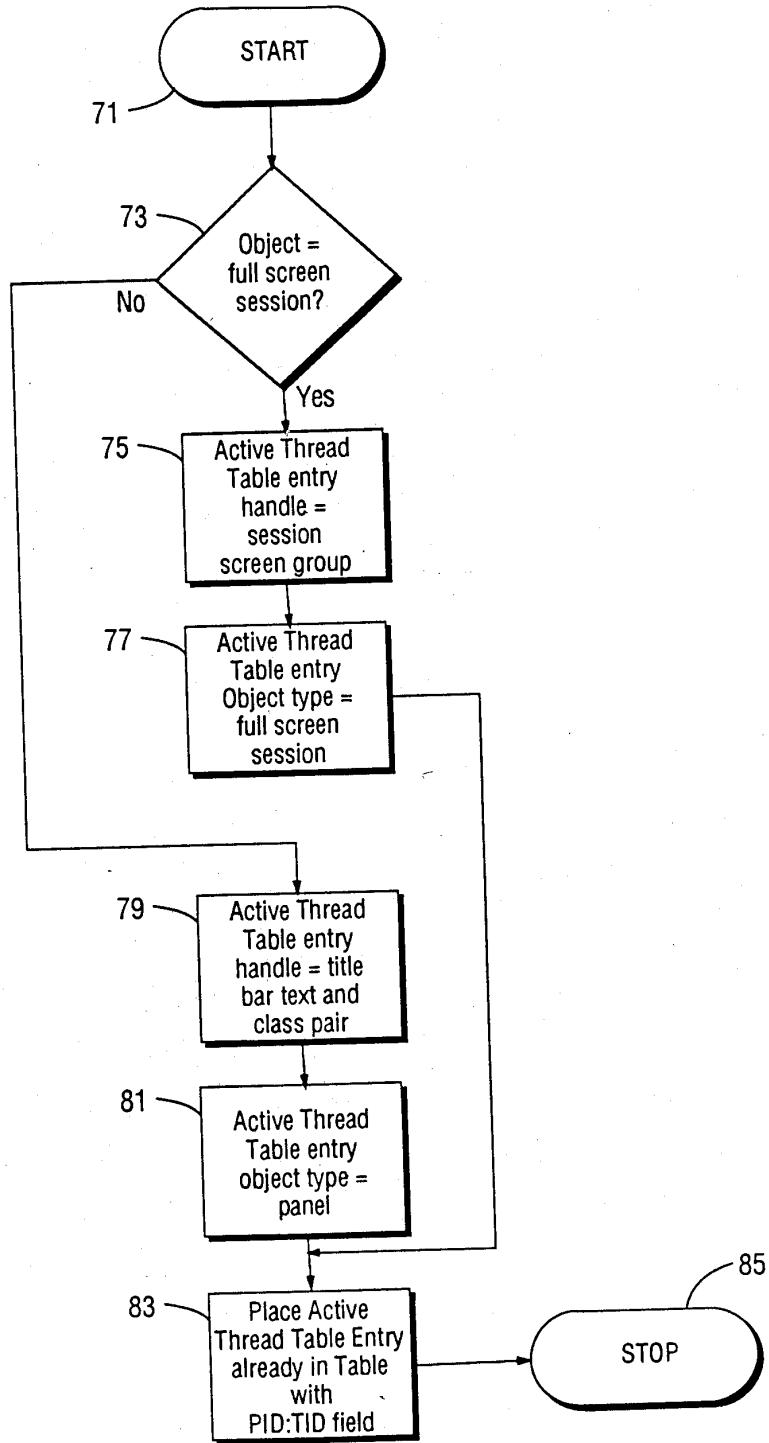 START
71
73
Object =
full screen
session?
No
Yes
75
Active Thread
Table entry
handle =
session
screen group
77
Active Thread
Table entry
Object type =
full screen
session
79
Active Thread
Table entry
handle = title
bar text and
class pair
81
Active Thread
Table entry
object type =
panel
83
Place Active
Thread Table Entry
already in Table
with
PID:TID field
85
STOP